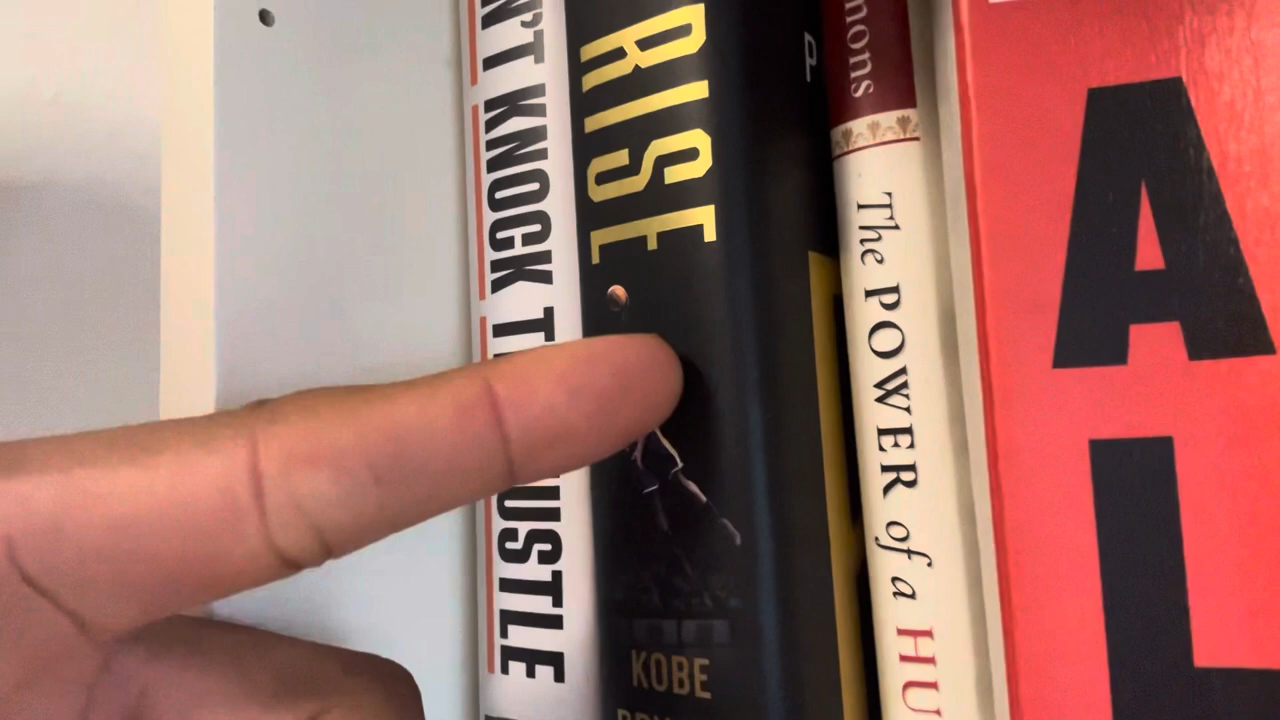 N'T KNOCK T
USTLE
RISE
KOBE
P
mons
The POWER of a HU
A
L